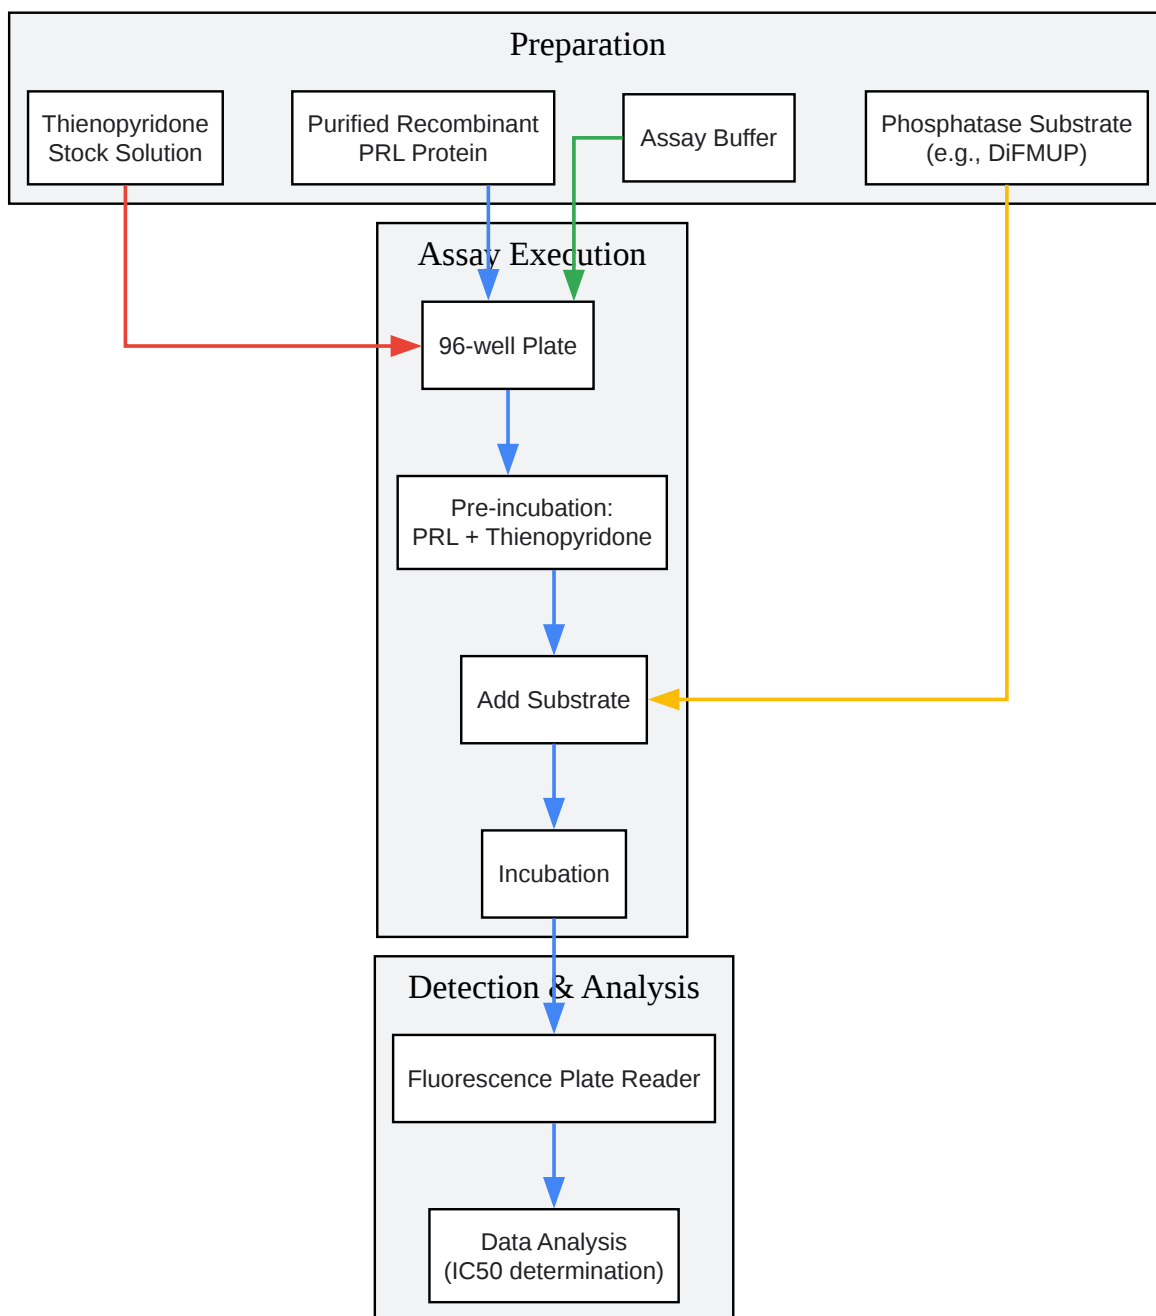 Preparation
Thienopyridone
Stock Solution
Purified Recombinant
PRL Protein
Assay Buffer
Phosphatase Substrate
(e.g., DiFMUP)
Assay Execution
96-well Plate
Pre-incubation:
PRL + Thienopyridone
Add Substrate
Incubation
Detection & Analysis
Fluorescence Plate Reader
Data Analysis
(IC50 determination)